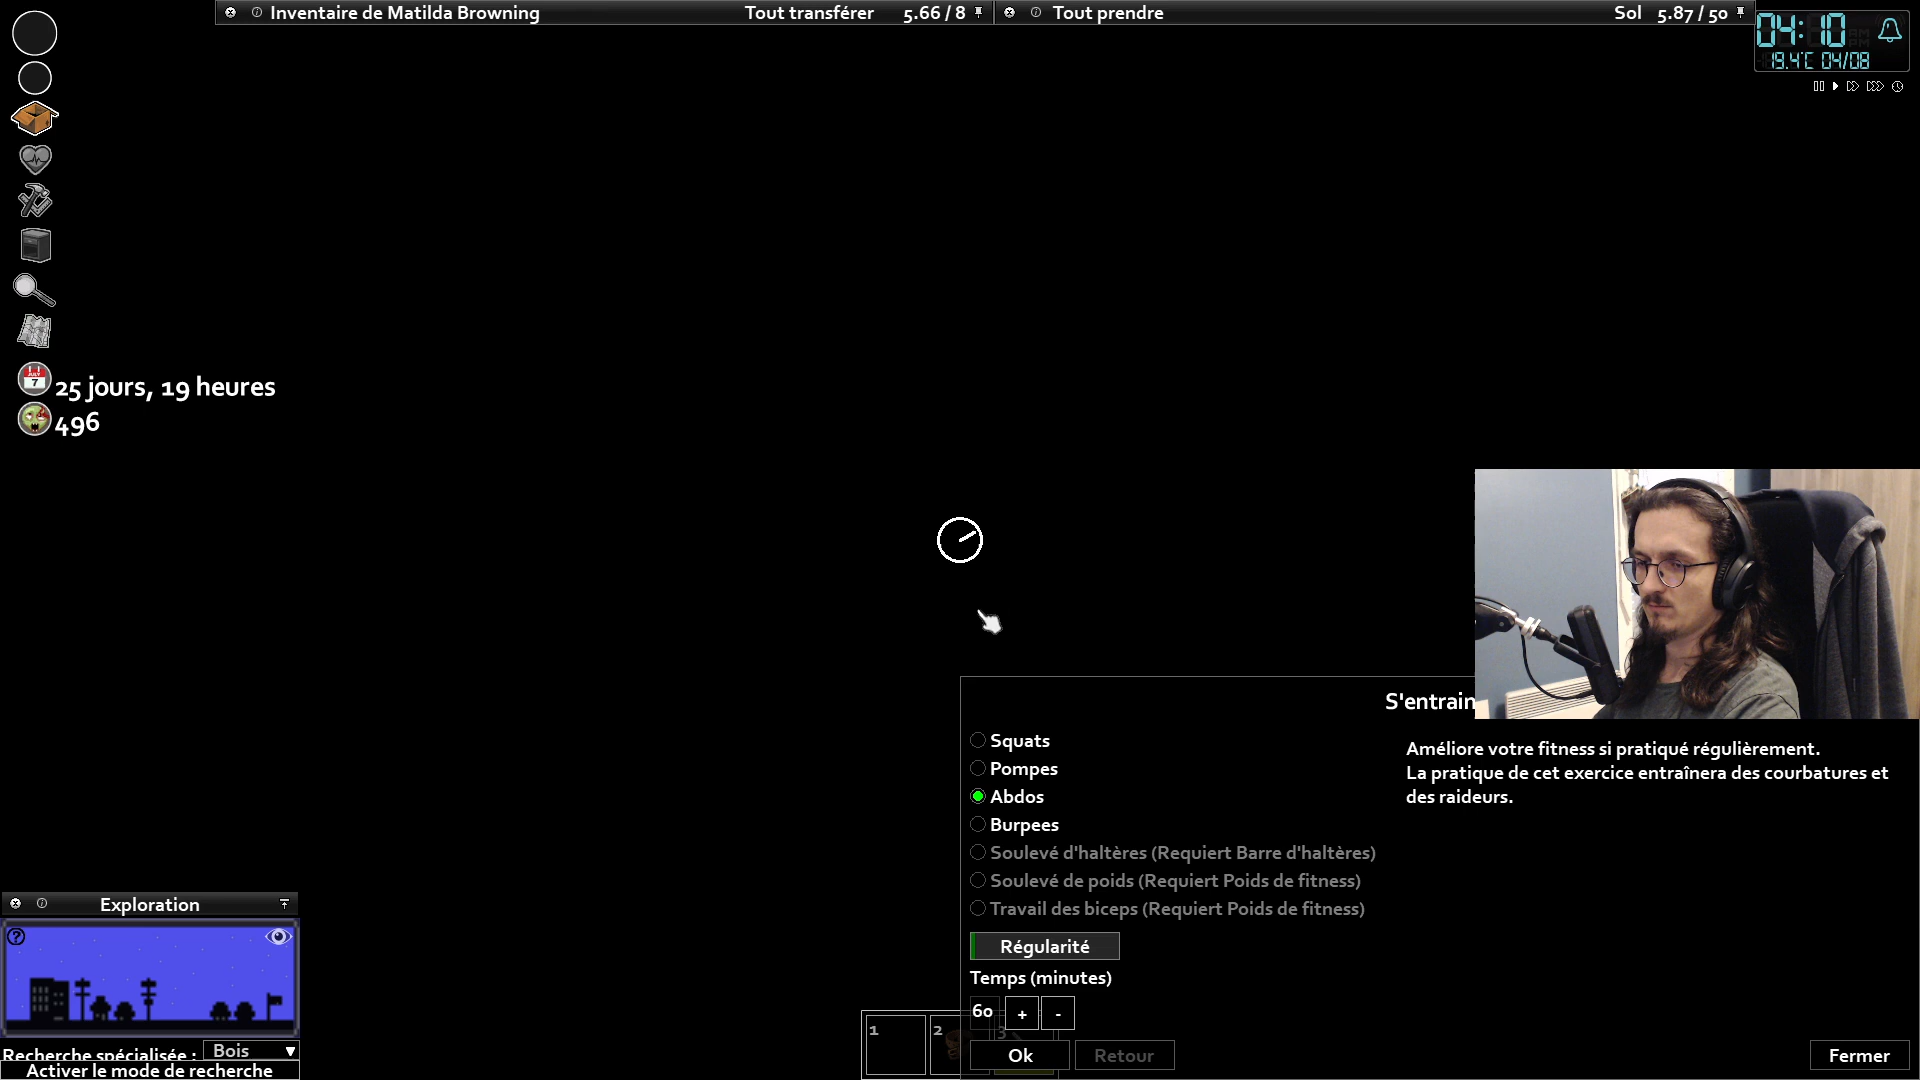 Inventaire de Matilda Browning
Tout transférer 5.66 / 8
Tout prendre
Sol 5.87 / 50
04:10
19.4°C 04/08
JULY
7
25 jours, 19 heures
496
S'entrain
Squats
Pompes
Abdos
Burpees
Soulevé d'haltères (Requiert Barre d'haltères)
Soulevé de poids (Requiert Poids de fitness)
Travail des biceps (Requiert Poids de fitness)
Améliore votre fitness si pratiqué régulièrement.
La pratique de cet exercice entraînera des courbatures et
des raideurs.
Régularité
Temps (minutes)
60 + -
Ok
Retour
Fermer
1 2 3
Exploration
?
Recherche spécialisée : Bois
Activer le mode de recherche